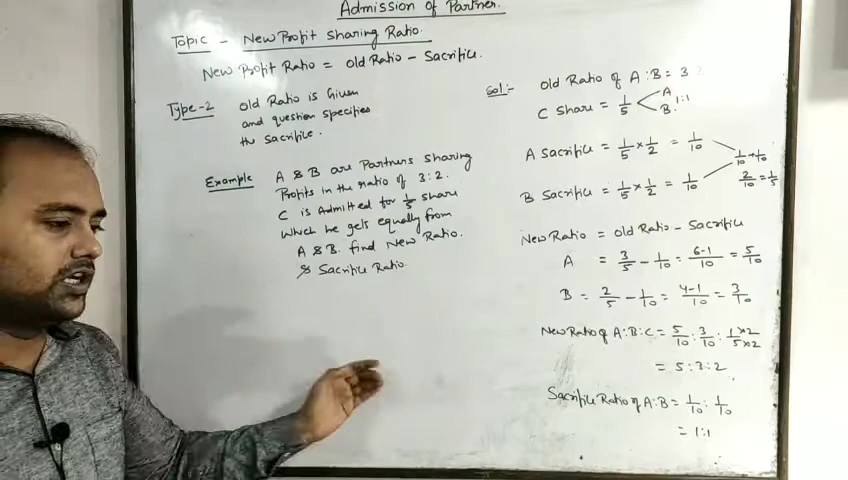 Admission of Partner.
Topic - New Profit Sharing Ratio.
New Profit Ratio = old Ratio - Sacrifice.
Type-2 old Ratio is Given
and question specifies
the Sacrifice.
Example A & B are Partners sharing
Profits in the ratio of 3:2.
C is Admitted for 1/5 share
which he gets equally from
A & B. find New Ratio.
& Sacrifice Ratio.
Sol:- Old Ratio of A:B = 3 2
C share = 1/5 A B 1:1
A Sacrifice = 1/5 × 1/2 = 1/10
B Sacrifice = 1/5 × 1/2 = 1/10
1/10 + 1/10
2/10 = 1/5
New Ratio = old Ratio - Sacrifice
A = 3/5 - 1/10 = 6-1/10 = 5/10
B = 2/5 - 1/10 = 4-1/10 = 3/10
New Ratio of A:B:C = 5/10 : 3/10 : 1×2/5×2
= 5:3:2
Sacrifice Ratio of A:B = 1/10 : 1/10
= 1:1